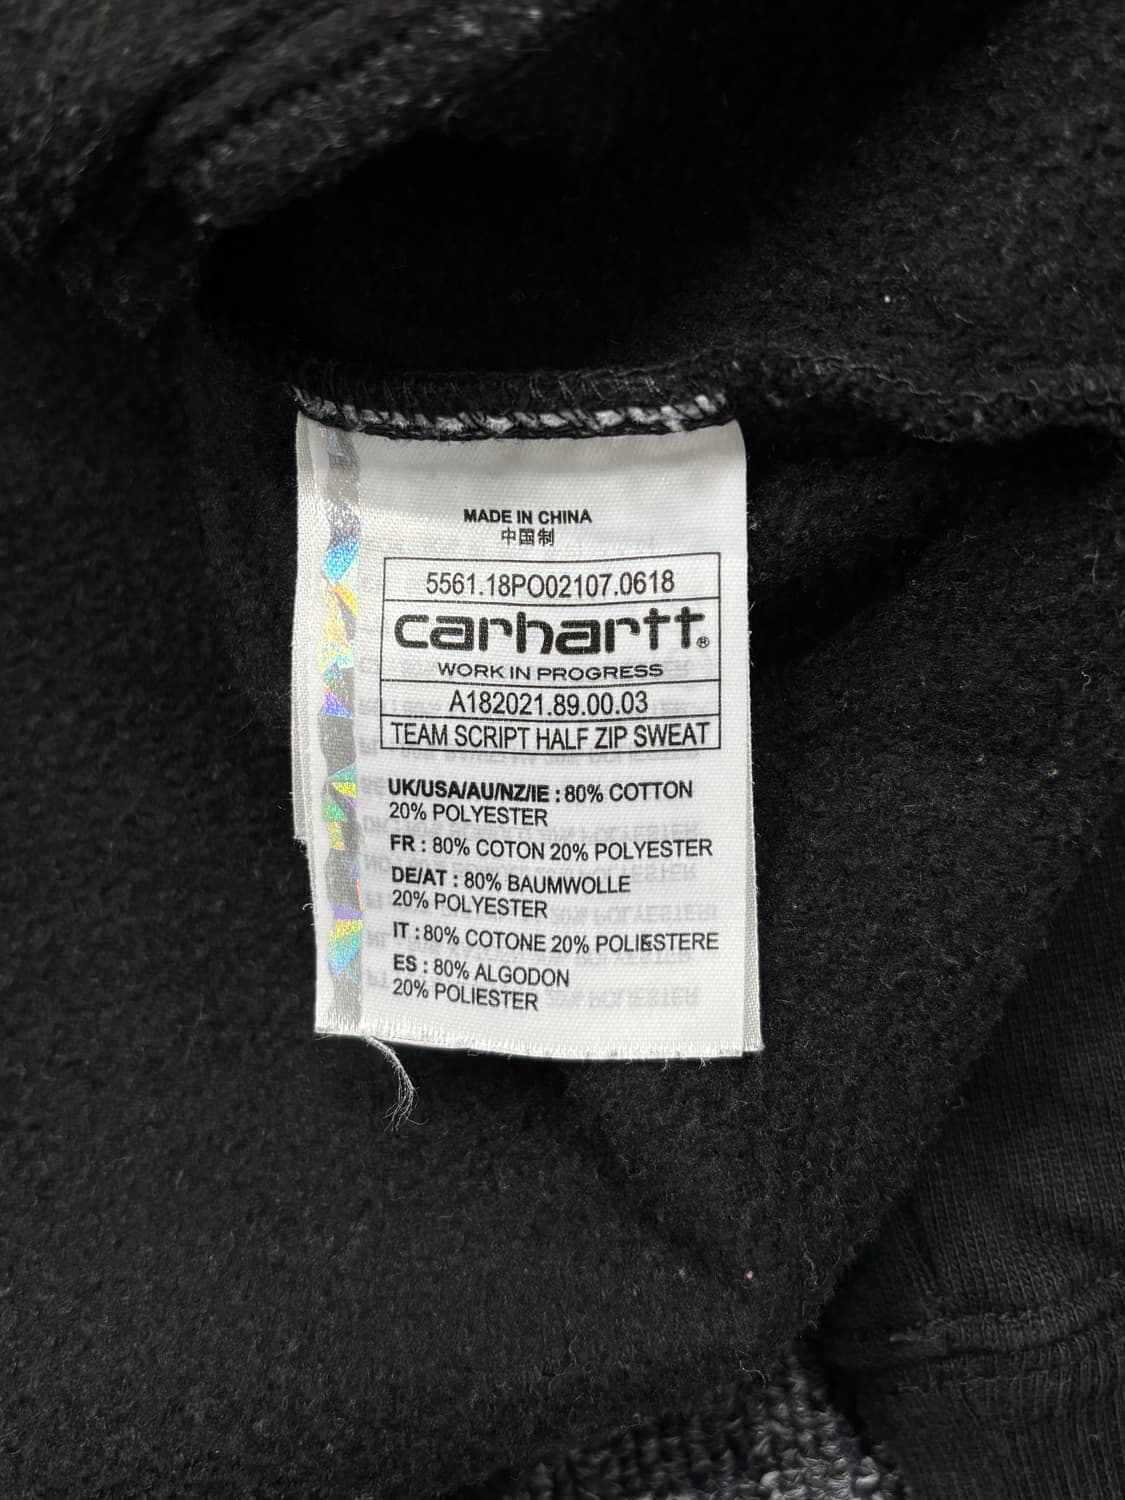 MADE IN CHINA
中国制
5561.18PO02107.0618
carhartt®
WORK IN PROGRESS
A182021.89.00.03
TEAM SCRIPT HALF ZIP SWEAT
UK/USA/AU/NZ/IE : 80% COTTON
20% POLYESTER
FR : 80% COTON 20% POLYESTER
DE/AT : 80% BAUMWOLLE
20% POLYESTER
IT : 80% COTONE 20% POLIESTERE
ES : 80% ALGODON
20% POLIESTER